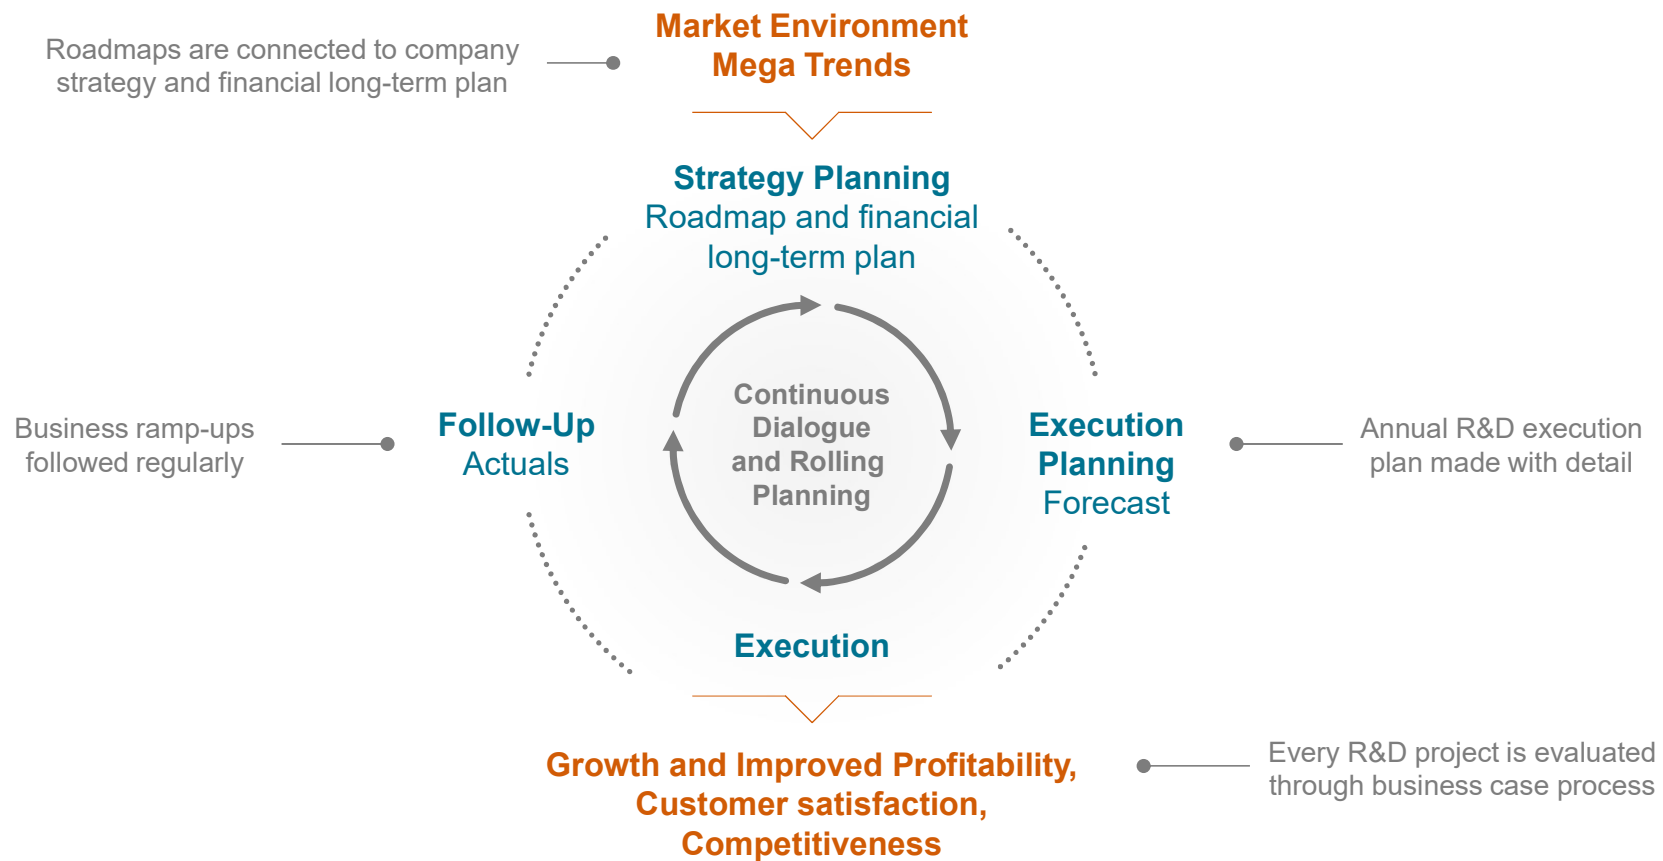 Market Environment
Mega Trends
Roadmaps are connected to company
strategy and financial long-term plan
Strategy Planning
Roadmap and financial
long-term plan
Continuous
Dialogue
and Rolling
Planning
Follow-Up
Actuals
Business ramp-ups
followed regularly
Execution
Planning
Forecast
Annual R&D execution
plan made with detail
Execution
Growth and Improved Profitability,
Customer satisfaction,
Competitiveness
Every R&D project is evaluated
through business case process